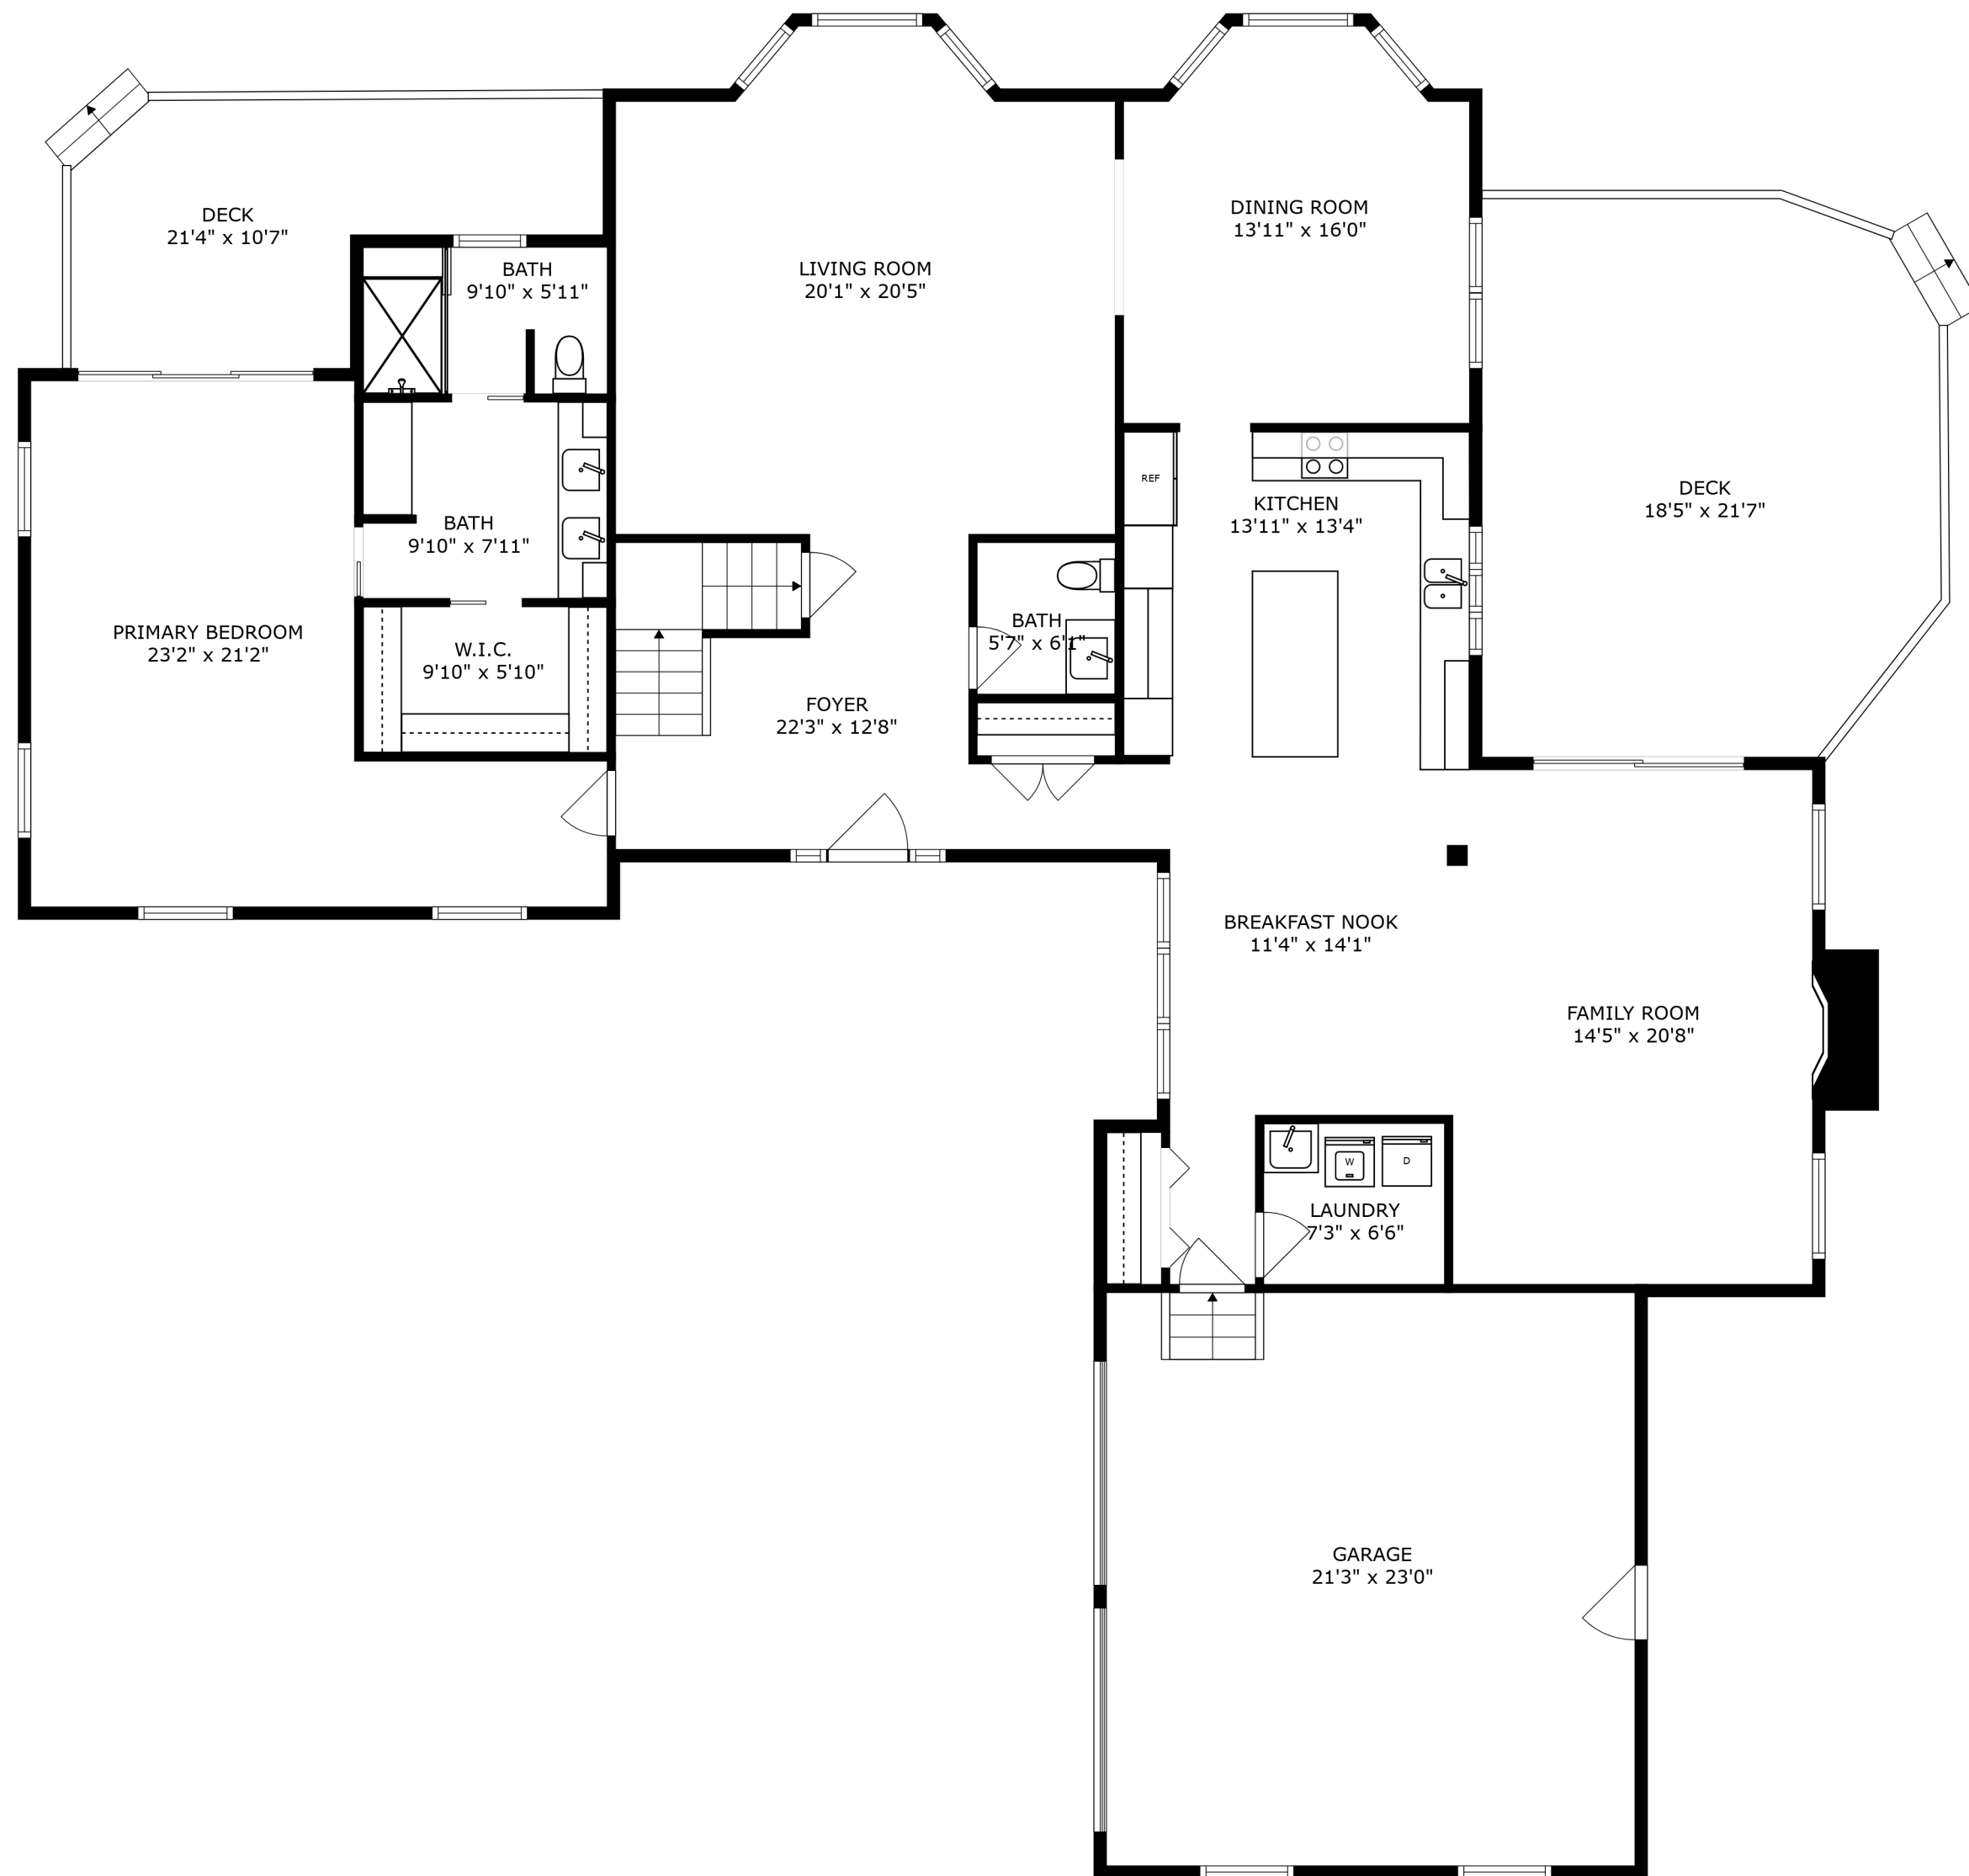 DECK
21'4" x 10'7"
BATH
9'10" x 5'11"
LIVING ROOM
20'1" x 20'5"
DINING ROOM
13'11" x 16'0"
REF
KITCHEN
13'11" x 13'4"
DECK
18'5" x 21'7"
BATH
9'10" x 7'11"
PRIMARY BEDROOM
23'2" x 21'2"
W.I.C.
9'10" x 5'10"
BATH
5'7" x 6'1"
FOYER
22'3" x 12'8"
BREAKFAST NOOK
11'4" x 14'1"
FAMILY ROOM
14'5" x 20'8"
W
D
LAUNDRY
7'3" x 6'6"
GARAGE
21'3" x 23'0"